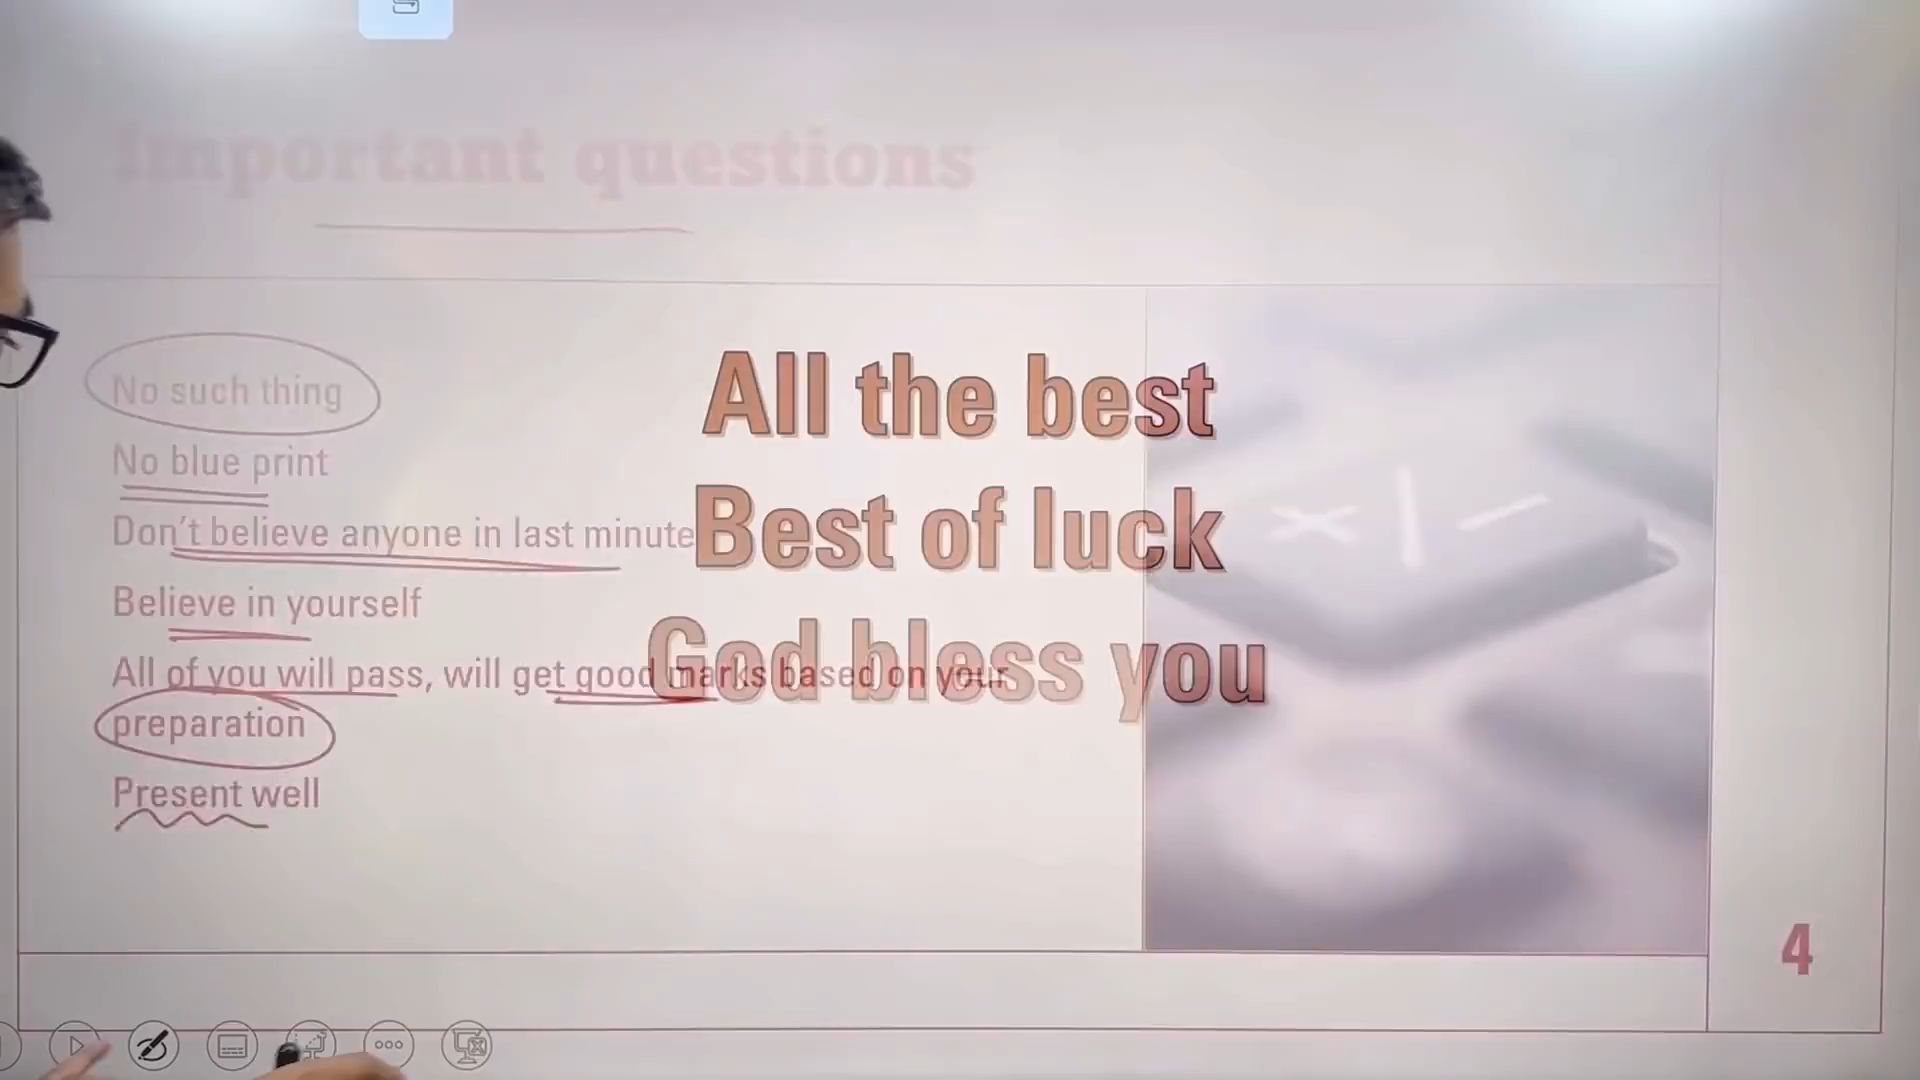 Important questions
No such thing
No blue print
Don't believe anyone in last minute
Believe in yourself
All of you will pass, will get good marks based on your
preparation
Present well
All the best
Best of luck
God bless you
4